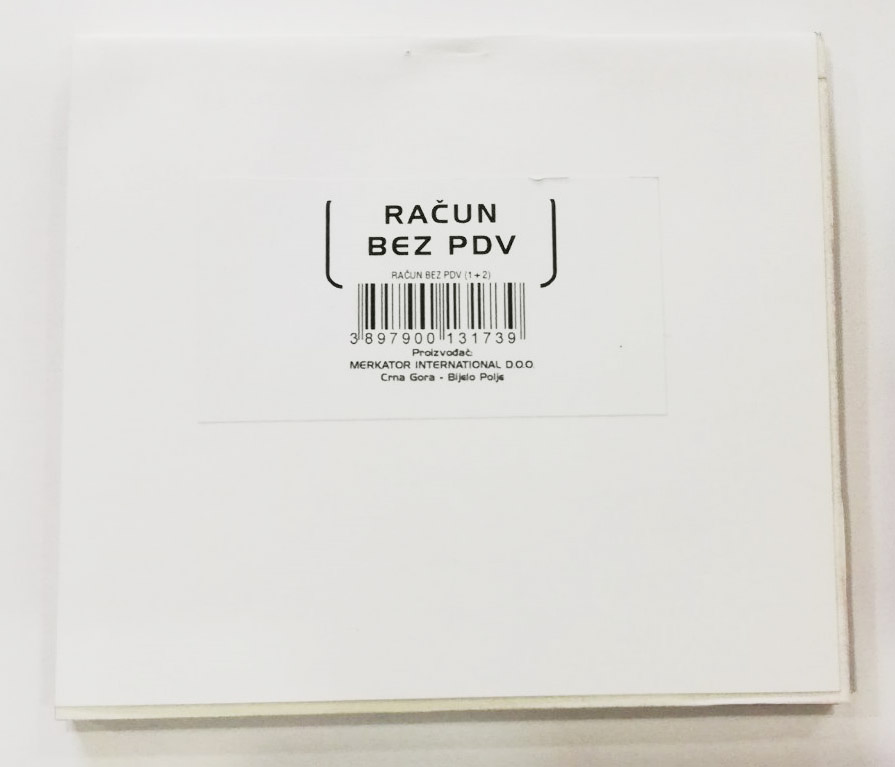 RAČUN
BEZ PDV
RAČUN BEZ PDV (1+2)
3 897900 131739
Proizvođač:
MERKATOR INTERNATIONAL D.O.O.
Crna Gora - Bijelo Polje